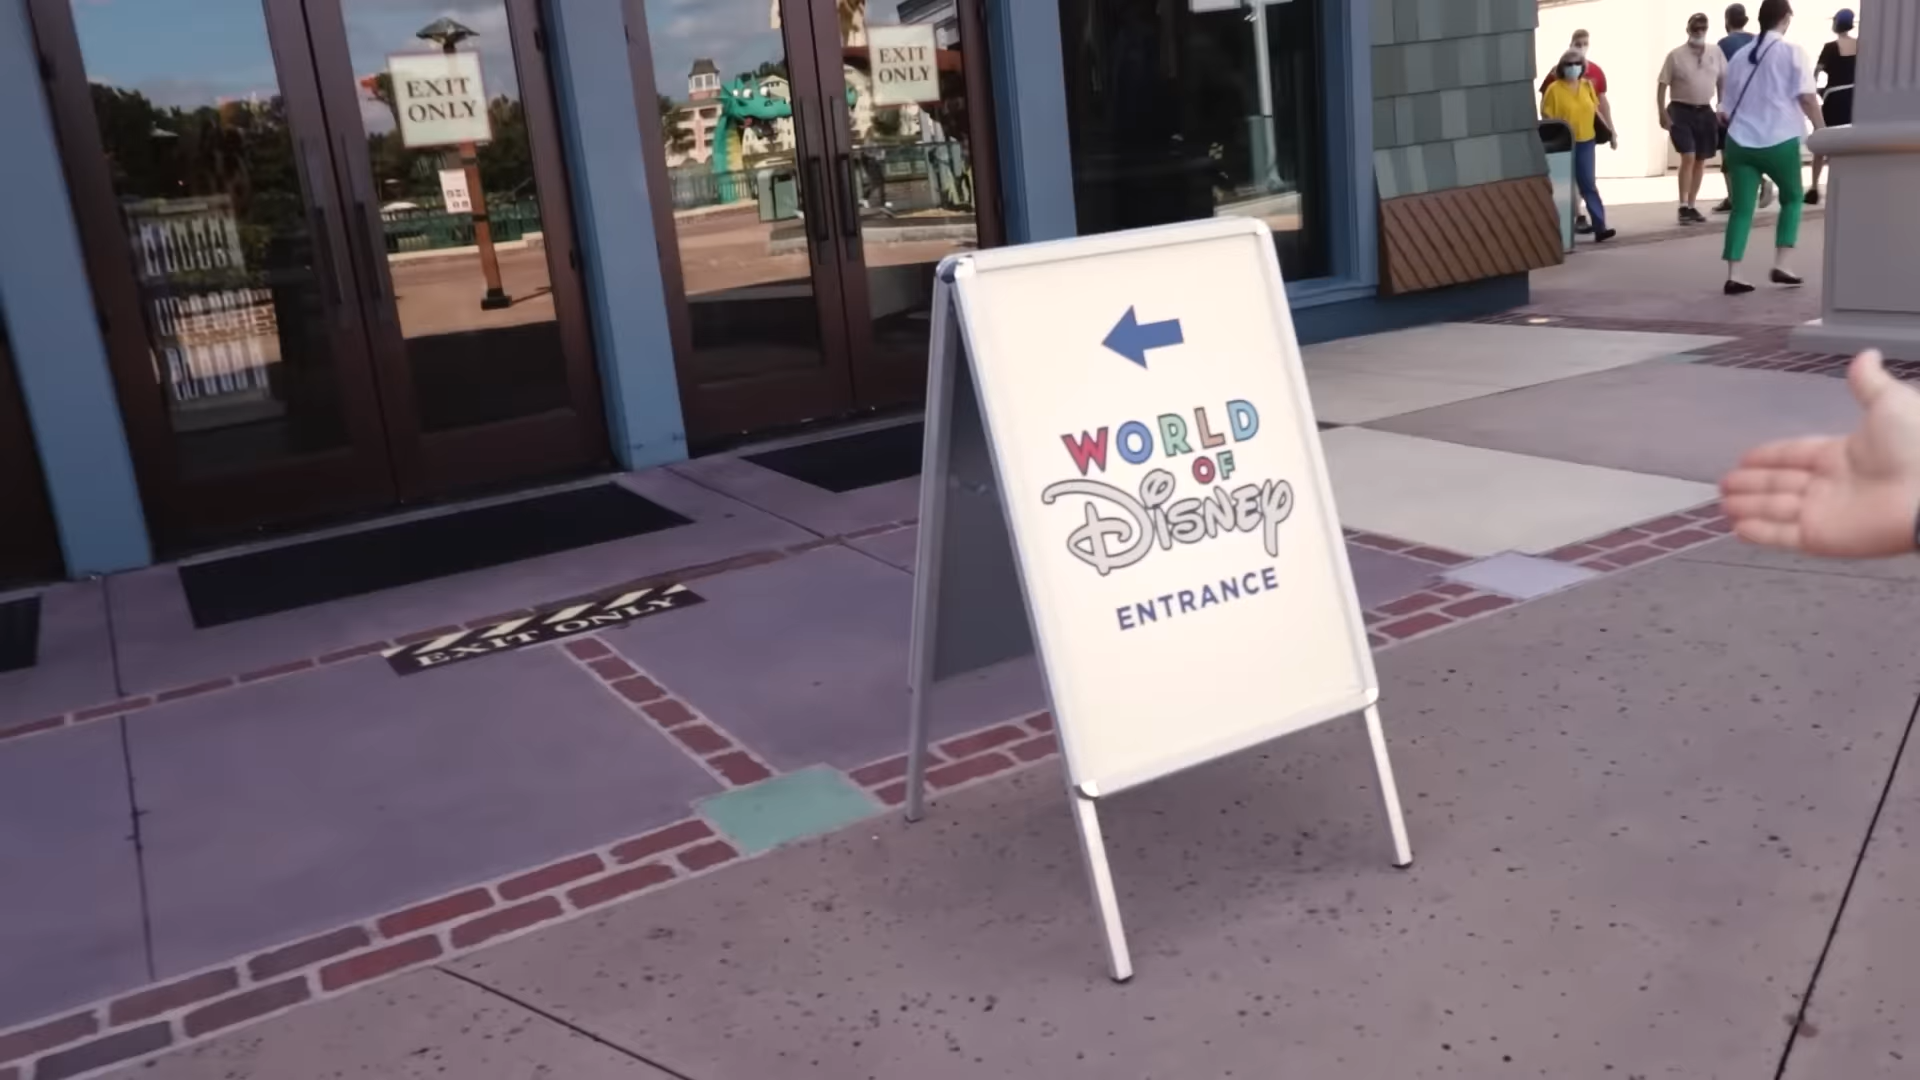 EXIT
ONLY
EXIT
ONLY
WORLD
OF
DISNEY
ENTRANCE
EXIT ONLY